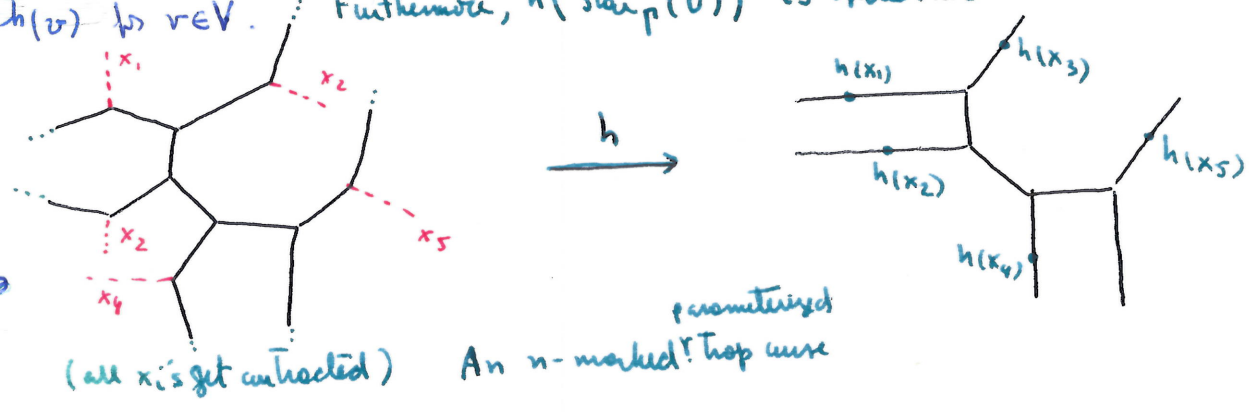 h(v) for v∈V. Furthermore, h(
x₁
x₂
h(x₃)
h(x₁)
h
h(x₂)
h(x₅)
x₂
x₅
x₄
h(x₄)
parameterized
(all xᵢ's get contracted) An n-marked trop curve